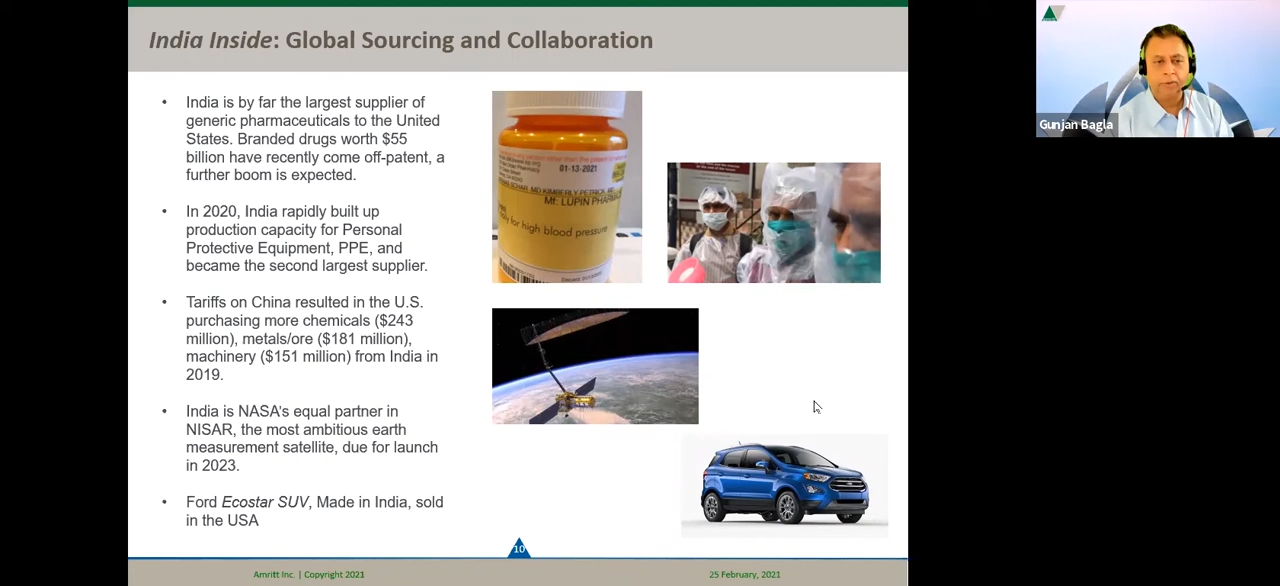 India Inside: Global Sourcing and Collaboration
• India is by far the largest supplier of
generic pharmaceuticals to the United
States. Branded drugs worth $55
billion have recently come off-patent, a
further boom is expected.
• In 2020, India rapidly built up
production capacity for Personal
Protective Equipment, PPE, and
became the second largest supplier.
• Tariffs on China resulted in the U.S.
purchasing more chemicals ($243
million), metals/ore ($181 million),
machinery ($151 million) from India in
2019.
• India is NASA's equal partner in
NISAR, the most ambitious earth
measurement satellite, due for launch
in 2023.
• Ford Ecostar SUV, Made in India, sold
in the USA
01-13-2021
MD KIMBERLY
Mf: LUPIN
for high blood pressure
10
Amritt Inc. | Copyright 2021
25 February, 2021
Gunjan Bagla